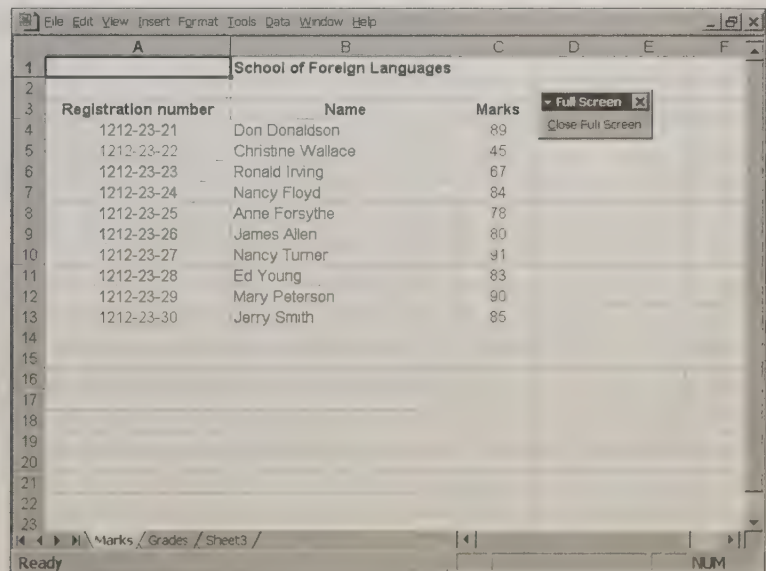 File Edit View Insert Format Tools Data Window Help
A B C D E F
1 School of Foreign Languages
2
3 Registration number Name Marks
Full Screen
Close Full Screen
4 1212-23-21 Don Donaldson 89
5 1212-23-22 Christine Wallace 45
6 1212-23-23 Ronald Irving 67
7 1212-23-24 Nancy Floyd 84
8 1212-23-25 Anne Forsythe 78
9 1212-23-26 James Allen 80
10 1212-23-27 Nancy Turner 91
11 1212-23-28 Ed Young 83
12 1212-23-29 Mary Peterson 90
13 1212-23-30 Jerry Smith 85
14
15
16
17
18
19
20
21
22
23
Marks Grades Sheet3
Ready NUM